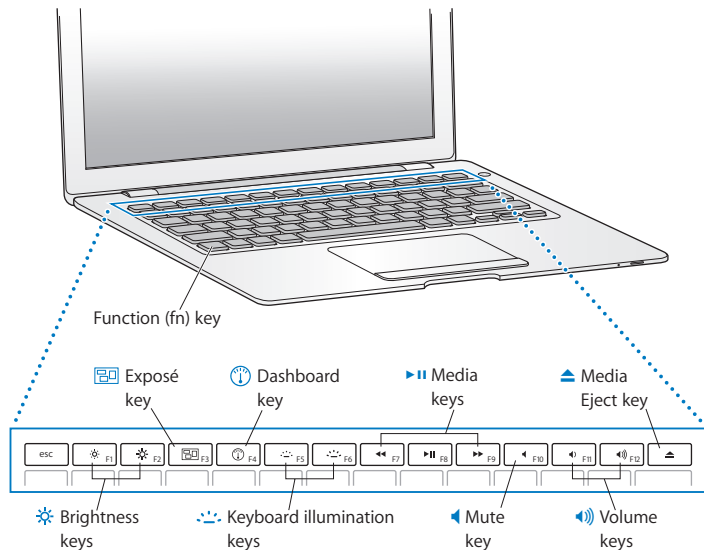 Function (fn) key
Exposé
key
Dashboard
key
Media
keys
Media
Eject key
esc
F1
F2
F3
F4
F5
F6
F7
F8
F9
F10
F11
F12
Brightness
keys
Keyboard illumination
keys
Mute
key
Volume
keys